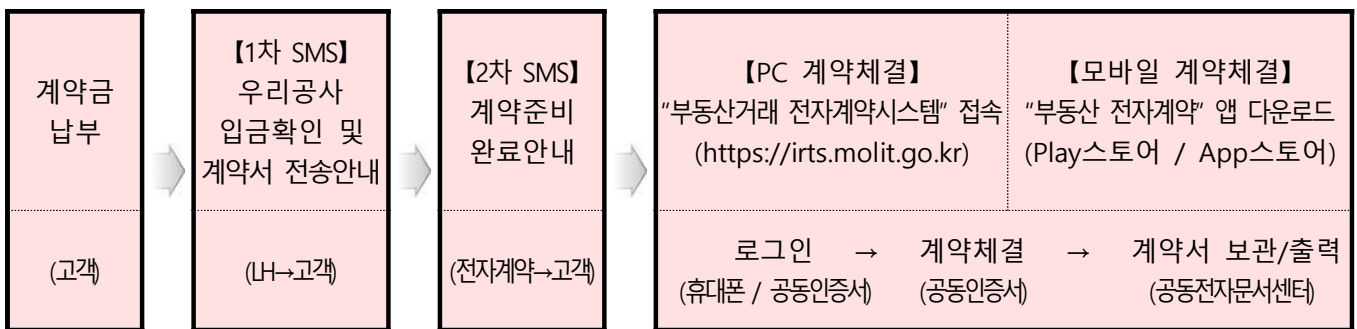 계약금
납부
(고객)
【1차 SMS】
우리공사
입금확인 및
계약서 전송안내
(LH→고객)
【2차 SMS】
계약준비
완료안내
(전자계약→고객)
【PC 계약체결】
“부동산거래 전자계약시스템” 접속
(https://irts.molit.go.kr)
【모바일 계약체결】
“부동산 전자계약” 앱 다운로드
(Play스토어 / App스토어)
로그인 → 계약체결 → 계약서 보관/출력
(휴대폰 / 공동인증서) (공동인증서) (공동전자문서센터)